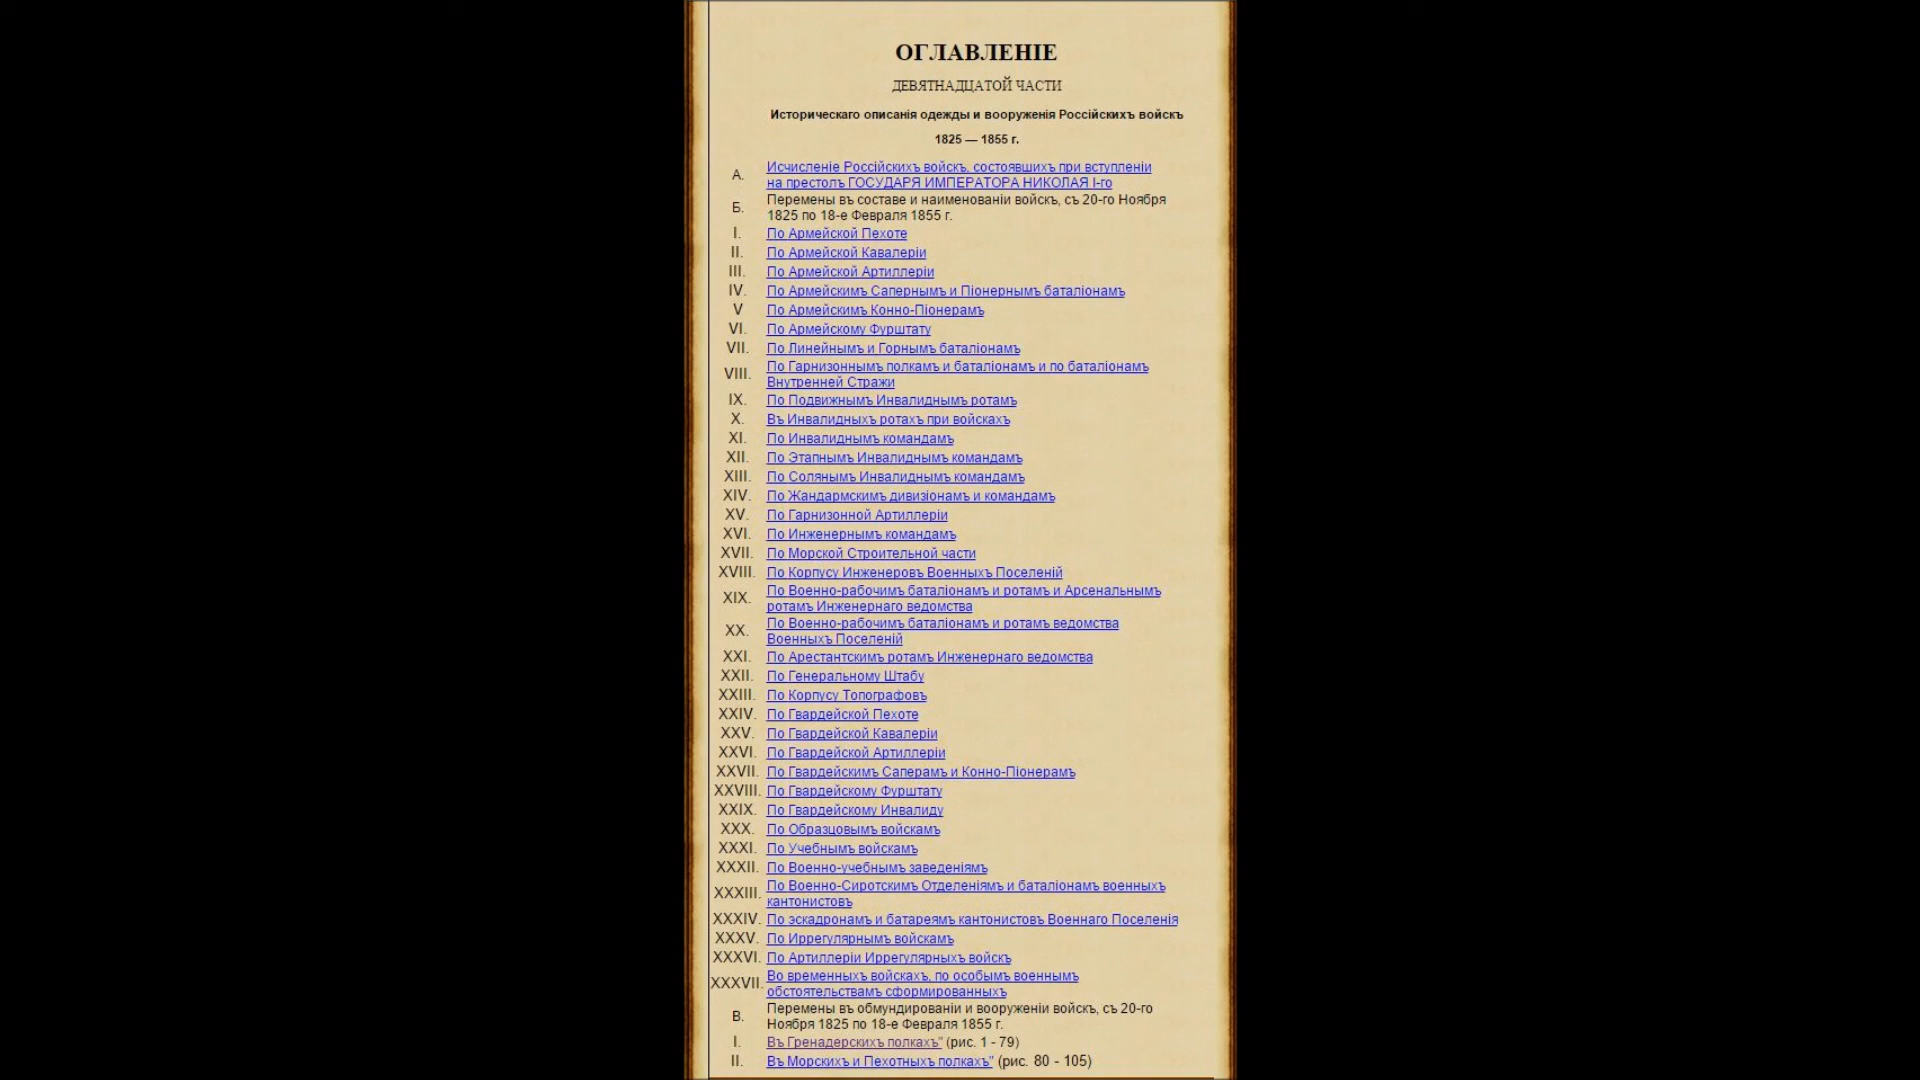 ОГЛАВЛЕНІЕ
ДЕВЯТНАДЦАТОЙ ЧАСТИ
Историческаго описанія одежды и вооруженія Россійскихъ войскъ
1825 — 1855 г.
А. Исчисленіе Россійскихъ войскъ, состоявшихъ при вступленіи
на престолъ ГОСУДАРЯ ИМПЕРАТОРА НИКОЛАЯ I-го
Б. Перемены въ составе и наименованіи войскъ, съ 20-го Ноября
1825 по 18-е Февраля 1855 г.
I. По Армейской Пехоте
II. По Армейской Кавалеріи
III. По Армейской Артиллеріи
IV. По Армейскимъ Сапернымъ и Піонернымъ баталіонамъ
V По Армейскимъ Конно-Піонерамъ
VI. По Армейскому Фурштату
VII. По Линейнымъ и Горнымъ баталіонамъ
VIII. По Гарнизоннымъ полкамъ и баталіонамъ и по баталіонамъ
Внутренней Стражи
IX. По Подвижнымъ Инвалиднымъ ротамъ
X. Въ Инвалидныхъ ротахъ при войскахъ
XI. По Инвалиднымъ командамъ
XII. По Этапнымъ Инвалиднымъ командамъ
XIII. По Солянымъ Инвалиднымъ командамъ
XIV. По Жандармскимъ дивизіонамъ и командамъ
XV. По Гарнизонной Артиллеріи
XVI. По Инженернымъ командамъ
XVII. По Морской Строительной части
XVIII. По Корпусу Инженеровъ Военныхъ Поселеній
XIX. По Военно-рабочимъ баталіонамъ и ротамъ и Арсенальнымъ
ротамъ Инженернаго ведомства
XX. По Военно-рабочимъ баталіонамъ и ротамъ ведомства
Военныхъ Поселеній
XXI. По Арестантскимъ ротамъ Инженернаго ведомства
XXII. По Генеральному Штабу
XXIII. По Корпусу Топографовъ
XXIV. По Гвардейской Пехоте
XXV. По Гвардейской Кавалеріи
XXVI. По Гвардейской Артиллеріи
XXVII. По Гвардейскимъ Саперамъ и Конно-Піонерамъ
XXVIII. По Гвардейскому Фурштату
XXIX. По Гвардейскому Инвалиду
XXX. По Образцовымъ войскамъ
XXXI. По Учебнымъ войскамъ
XXXII. По Военно-учебнымъ заведеніямъ
XXXIII. По Военно-Сиротскимъ Отделеніямъ и баталіонамъ военныхъ
кантонистовъ
XXXIV. По эскадронамъ и батареямъ кантонистовъ Военнаго Поселенія
XXXV. По Иррегулярнымъ войскамъ
XXXVI. По Артиллеріи Иррегулярныхъ войскъ
XXXVII. Во временныхъ войскахъ, по особымъ военнымъ
обстоятельствамъ сформированныхъ
В. Перемены въ обмундированіи и вооруженіи войскъ, съ 20-го
Ноября 1825 по 18-е Февраля 1855 г.
I. Въ Гренадерскихъ полкахъ" (рис. 1 - 79)
II. Въ Морскихъ и Пехотныхъ полкахъ" (рис. 80 - 105)